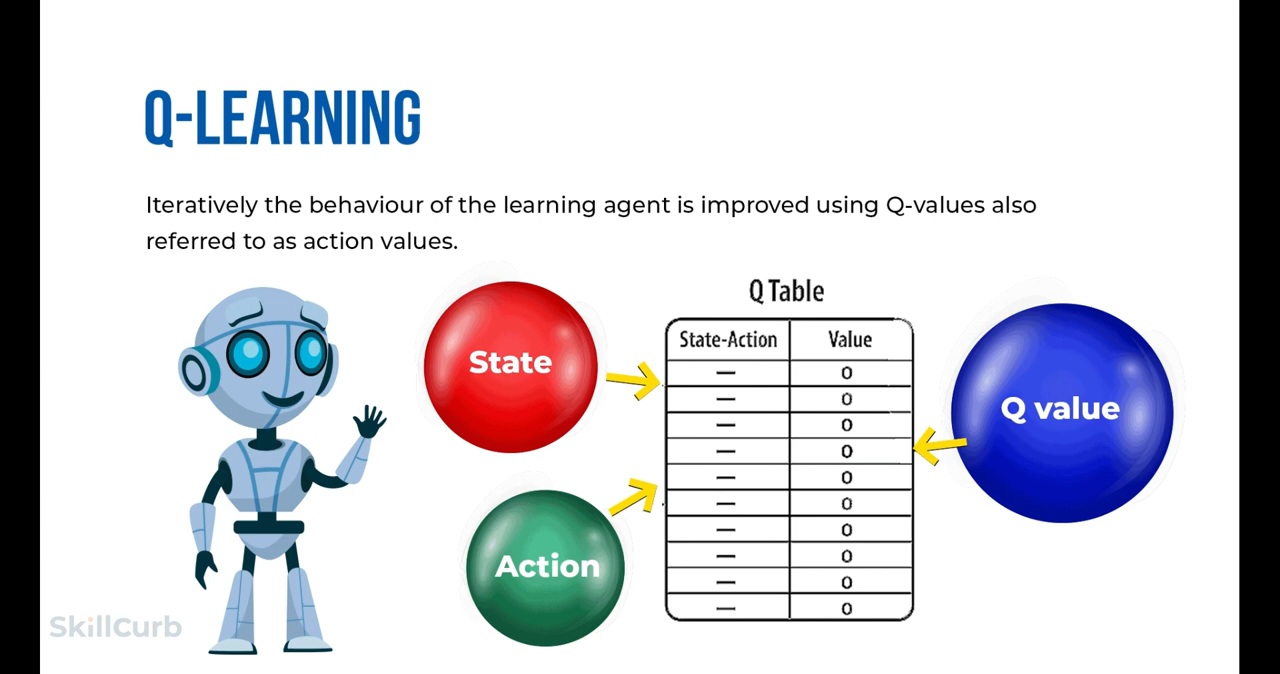 Q-LEARNING
Iteratively the behaviour of the learning agent is improved using Q-values also
referred to as action values.
Q Table
State-Action Value
— 0
— 0
— 0
— 0
— 0
— 0
— 0
— 0
— 0
— 0
State
Action
Q value
SkillCurb